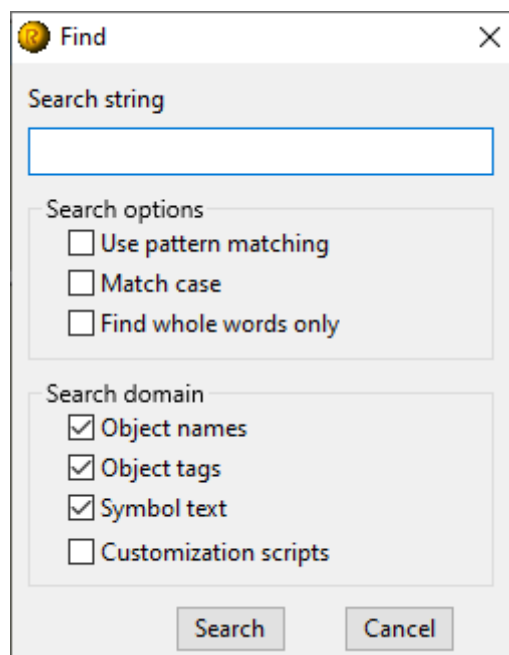 Find
Search string
Search options
Use pattern matching
Match case
Find whole words only
Search domain
Object names
Object tags
Symbol text
Customization scripts
Search Cancel